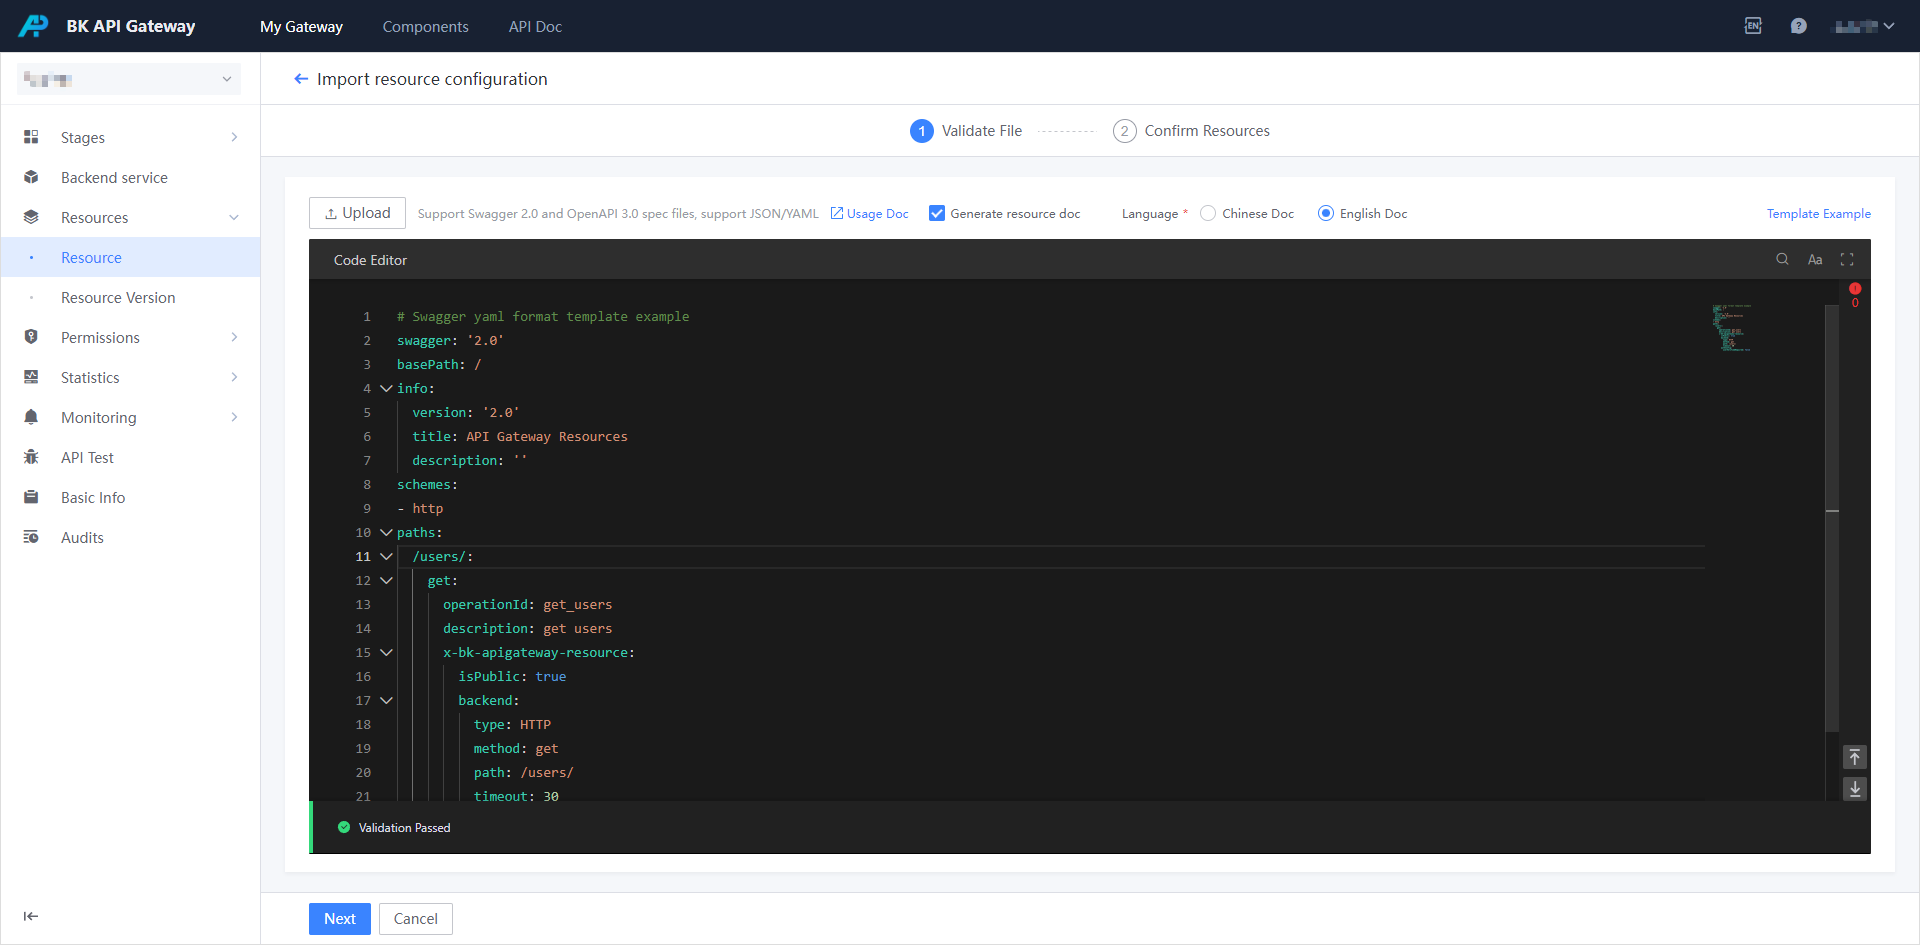 BK API Gateway
My Gateway
Components
API Doc
EN
?
Import resource configuration
1 Validate File
2 Confirm Resources
Stages
Backend service
Resources
Resource
Resource Version
Permissions
Statistics
Monitoring
API Test
Basic Info
Audits
Upload
Support Swagger 2.0 and OpenAPI 3.0 spec files, support JSON/YAML
Usage Doc
Generate resource doc
Language *
Chinese Doc
English Doc
Template Example
Code Editor
Aa
0
1 # Swagger yaml format template example
2 swagger: '2.0'
3 basePath: /
4 info:
5 version: '2.0'
6 title: API Gateway Resources
7 description: ''
8 schemes:
9 - http
10 paths:
11 /users/:
12 get:
13 operationId: get_users
14 description: get users
15 x-bk-apigateway-resource:
16 isPublic: true
17 backend:
18 type: HTTP
19 method: get
20 path: /users/
21 timeout: 30
Validation Passed
Next
Cancel